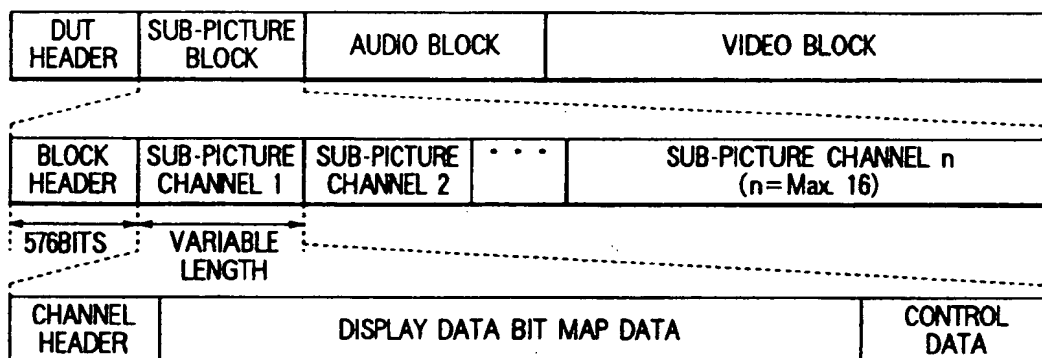 DUT HEADER
SUB-PICTURE BLOCK
AUDIO BLOCK
VIDEO BLOCK
BLOCK HEADER
SUB-PICTURE CHANNEL 1
SUB-PICTURE CHANNEL 2
• • •
SUB-PICTURE CHANNEL n
(n=Max. 16)
576BITS
VARIABLE LENGTH
CHANNEL HEADER
DISPLAY DATA BIT MAP DATA
CONTROL DATA